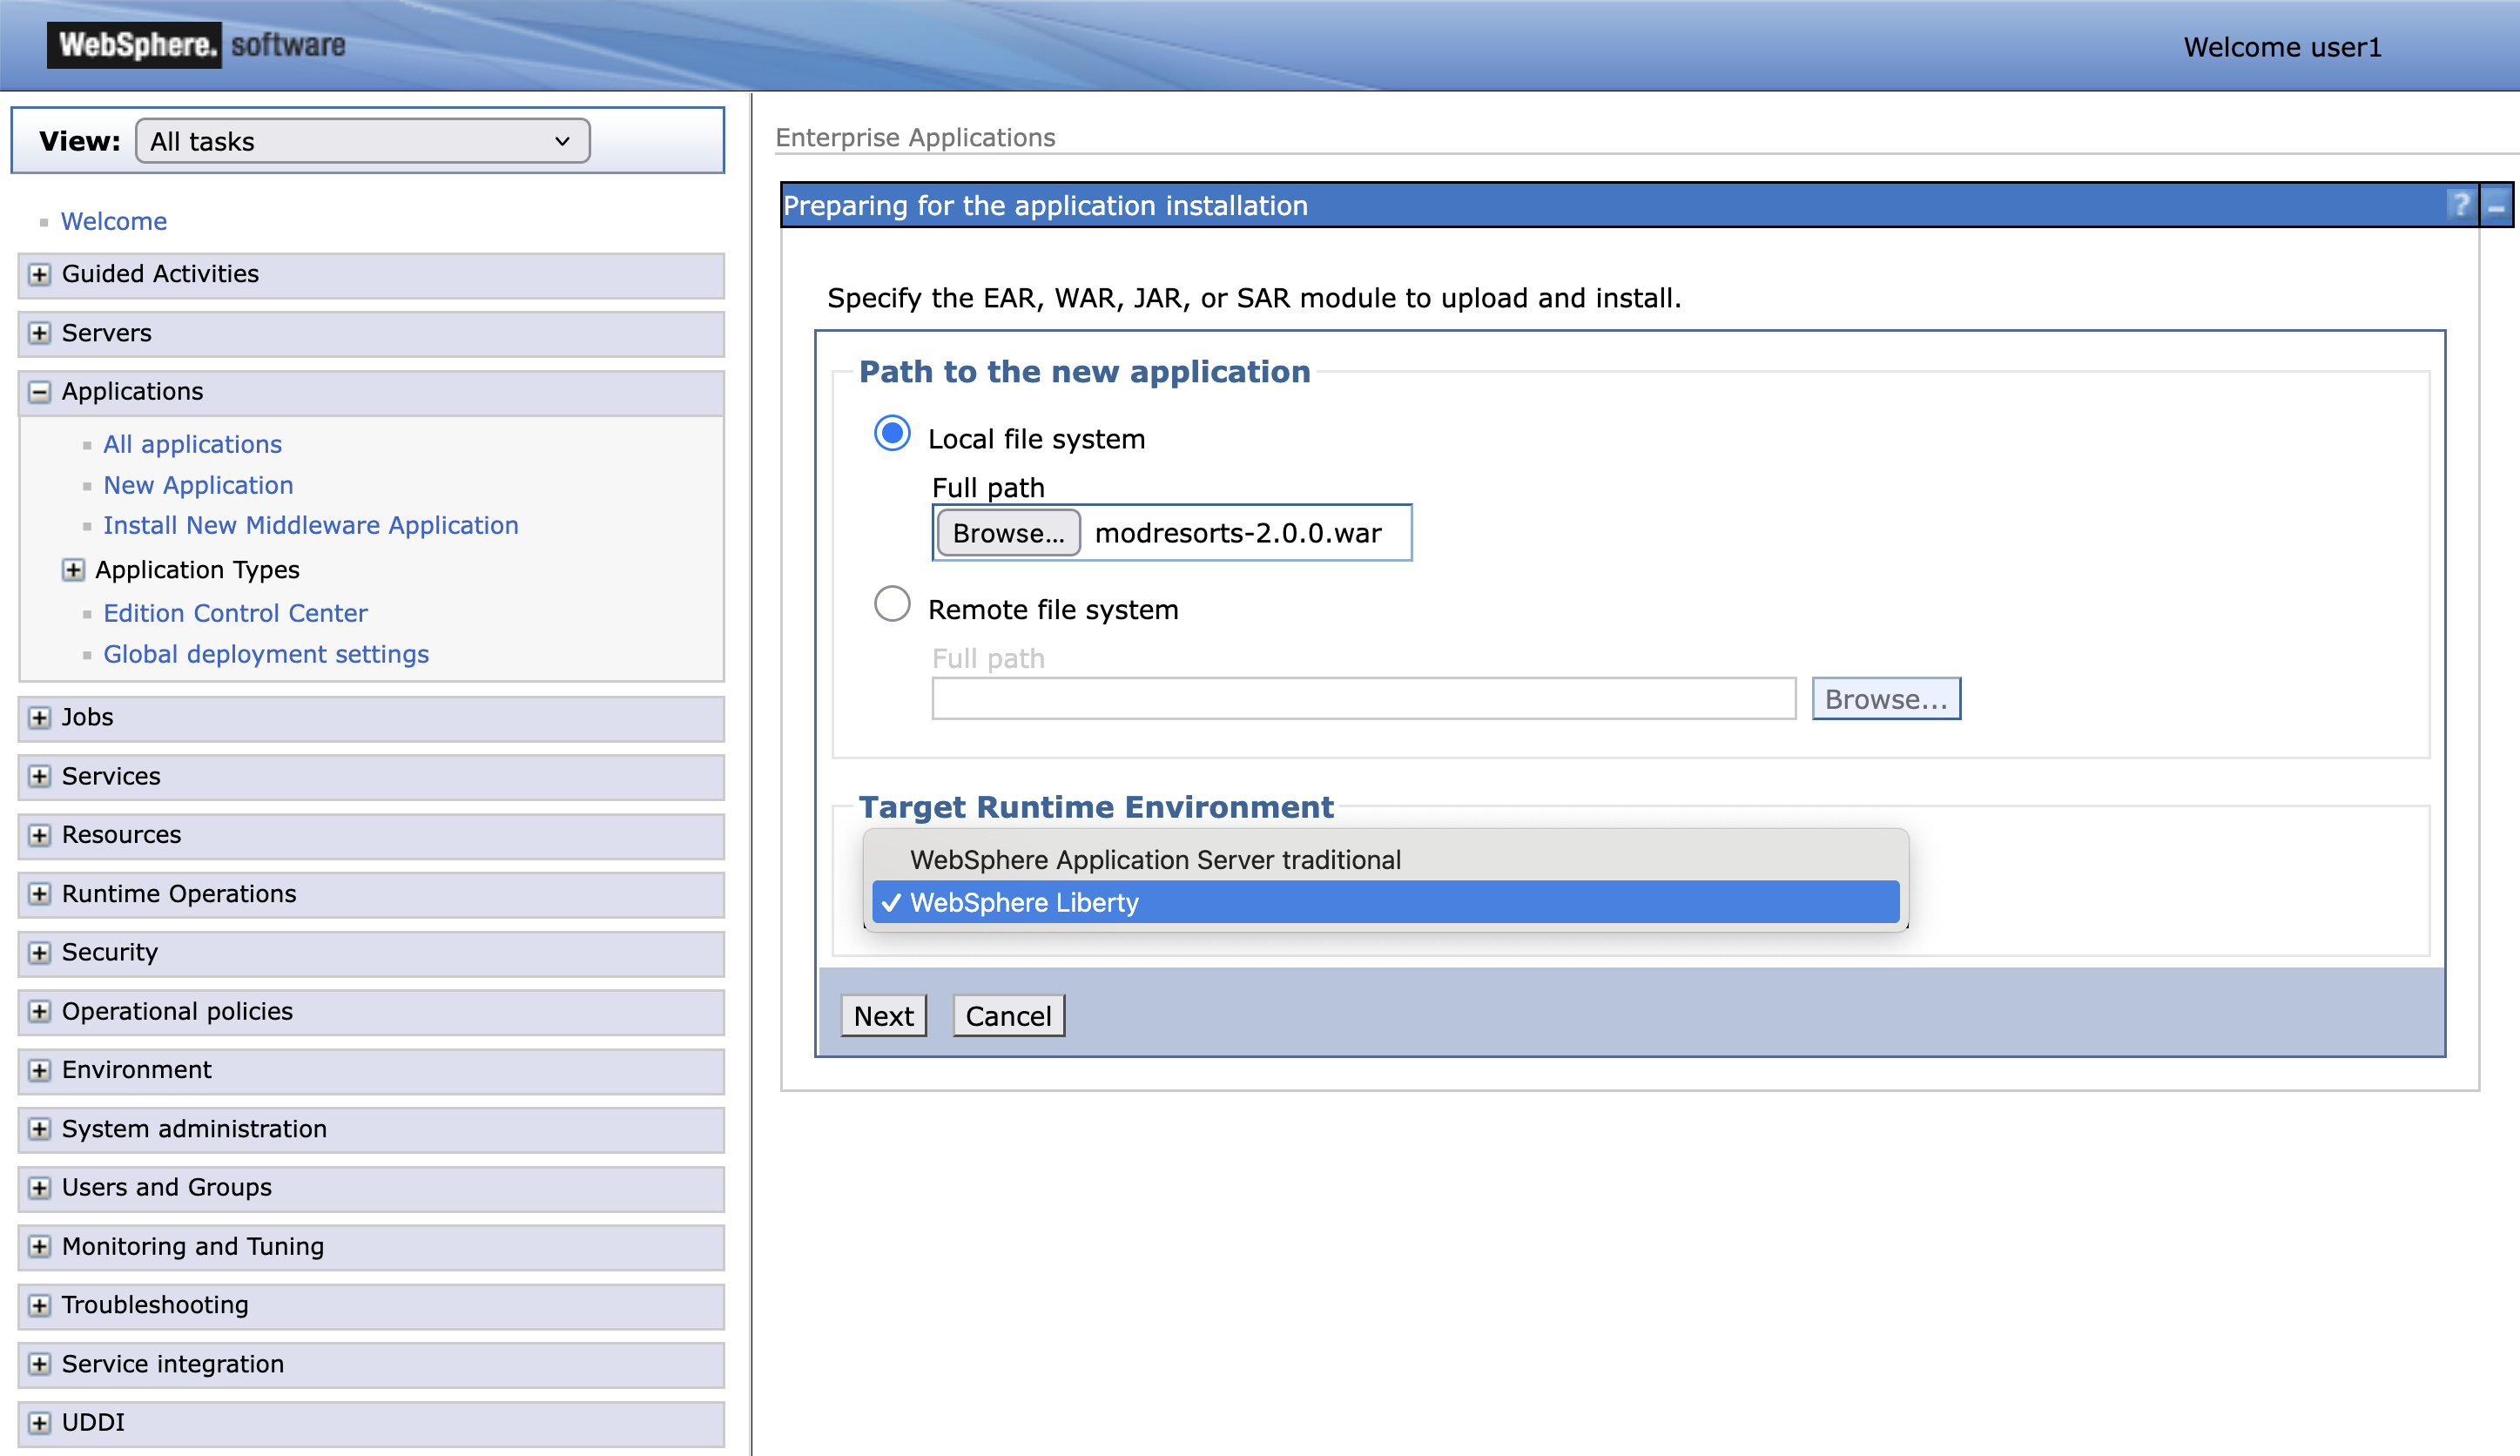 WebSphere. software
Welcome user1
View: All tasks
Welcome
Guided Activities
Servers
Applications
All applications
New Application
Install New Middleware Application
Application Types
Edition Control Center
Global deployment settings
Jobs
Services
Resources
Runtime Operations
Security
Operational policies
Environment
System administration
Users and Groups
Monitoring and Tuning
Troubleshooting
Service integration
UDDI
Enterprise Applications
Preparing for the application installation
?
Specify the EAR, WAR, JAR, or SAR module to upload and install.
Path to the new application
Local file system
Full path
Browse... modresorts-2.0.0.war
Remote file system
Full path
Browse...
Target Runtime Environment
WebSphere Application Server traditional
WebSphere Liberty
Next Cancel